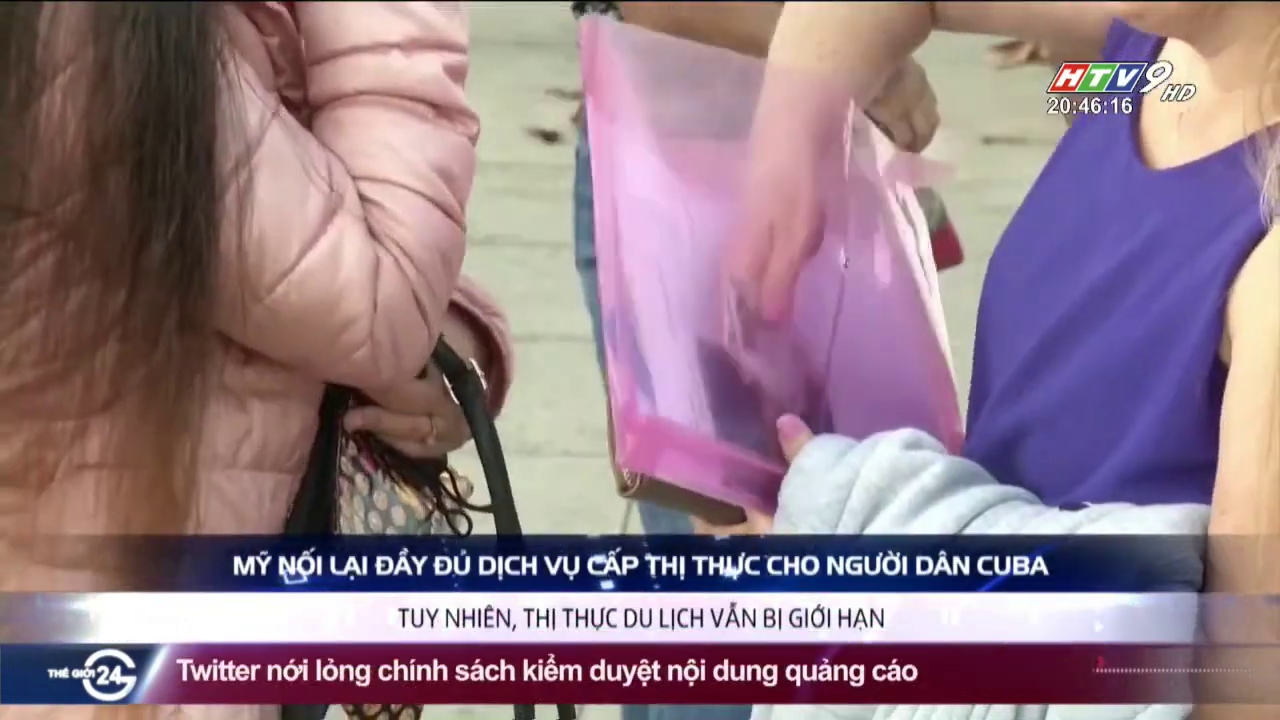 HTV9 HD
20:46:16
MỸ NỐI LẠI ĐẦY ĐỦ DỊCH VỤ CẤP THỊ THỰC CHO NGƯỜI DÂN CUBA
TUY NHIÊN, THỊ THỰC DU LỊCH VẪN BỊ GIỚI HẠN
THẾ GIỚI 24G
Twitter nới lỏng chính sách kiểm duyệt nội dung quảng cáo